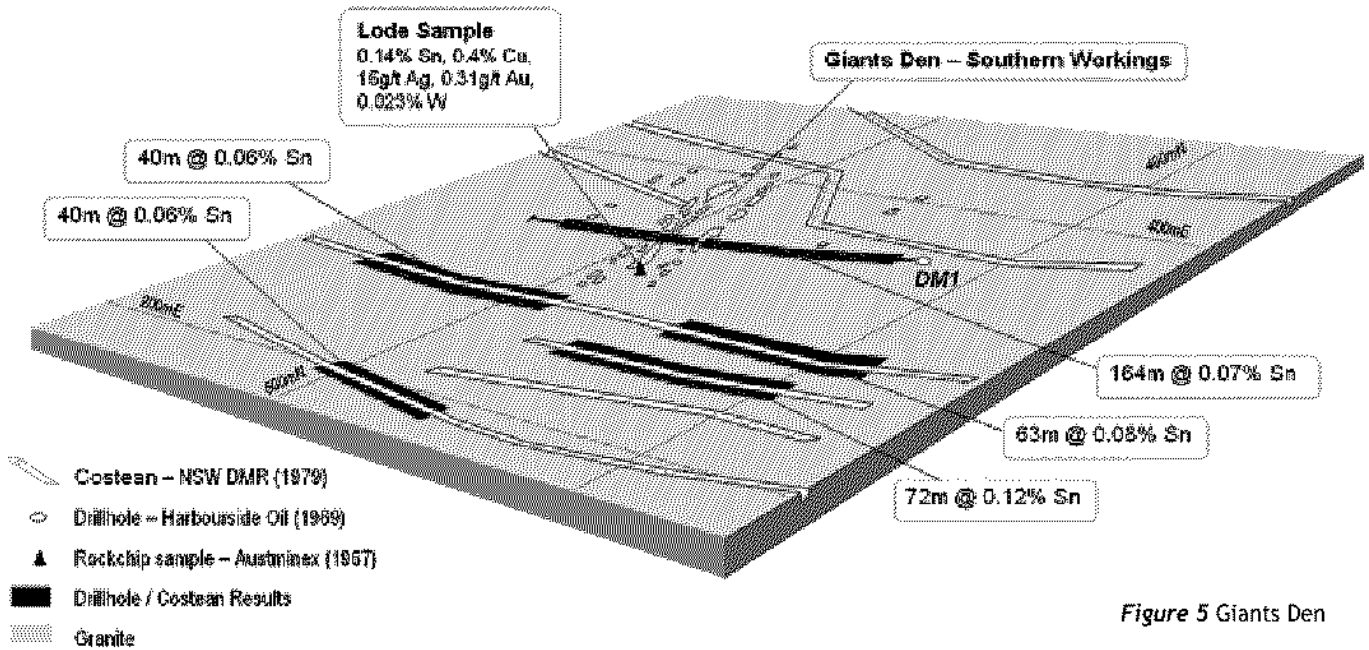 Lode Sample
0.14% Sn, 0.4% Cu,
15g/t Ag, 0.31g/t Au,
0.023% W
Giants Den – Southern Workings
40m @ 0.06% Sn
40m @ 0.06% Sn
400mN
400mE
DM1
200mE
164m @ 0.07% Sn
63m @ 0.08% Sn
72m @ 0.12% Sn
Costean – NSW DMR (1979)
Drillhole – Harbourside Oil (1969)
Rockchip sample – Austminex (1967)
Drillhole / Costean Results
Granite
Figure 5 Giants Den